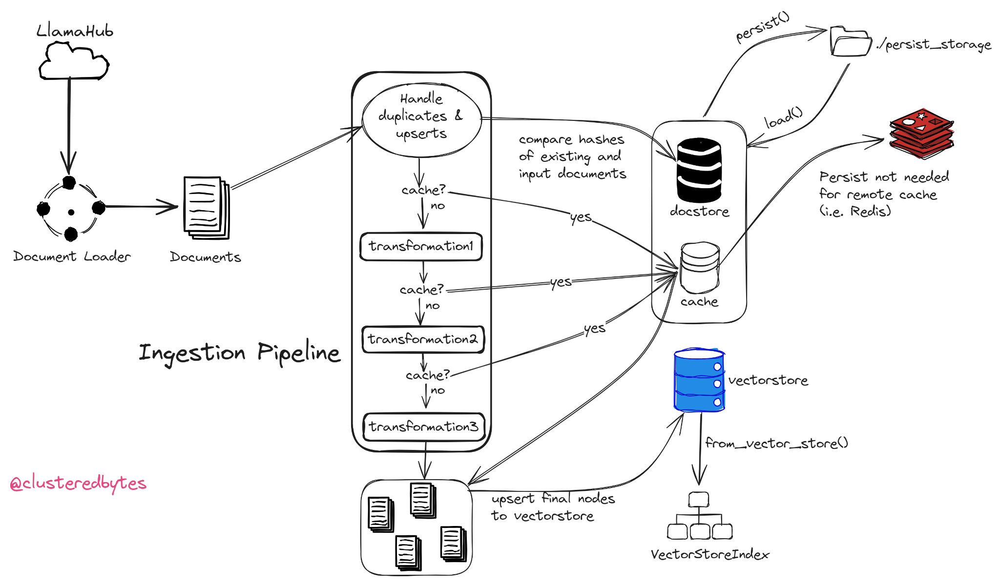 LlamaHub
Document Loader
Documents
Ingestion Pipeline
@clusteredbytes
Handle
duplicates &
upserts
cache?
no
transformation1
cache?
no
transformation2
cache?
no
transformation3
yes
yes
yes
compare hashes
of existing and
input documents
docstore
cache
persist()
./persist_storage
load()
Persist not needed
for remote cache
(i.e. Redis)
vectorstore
from_vector_store()
upsert final nodes
to vectorstore
VectorStoreIndex